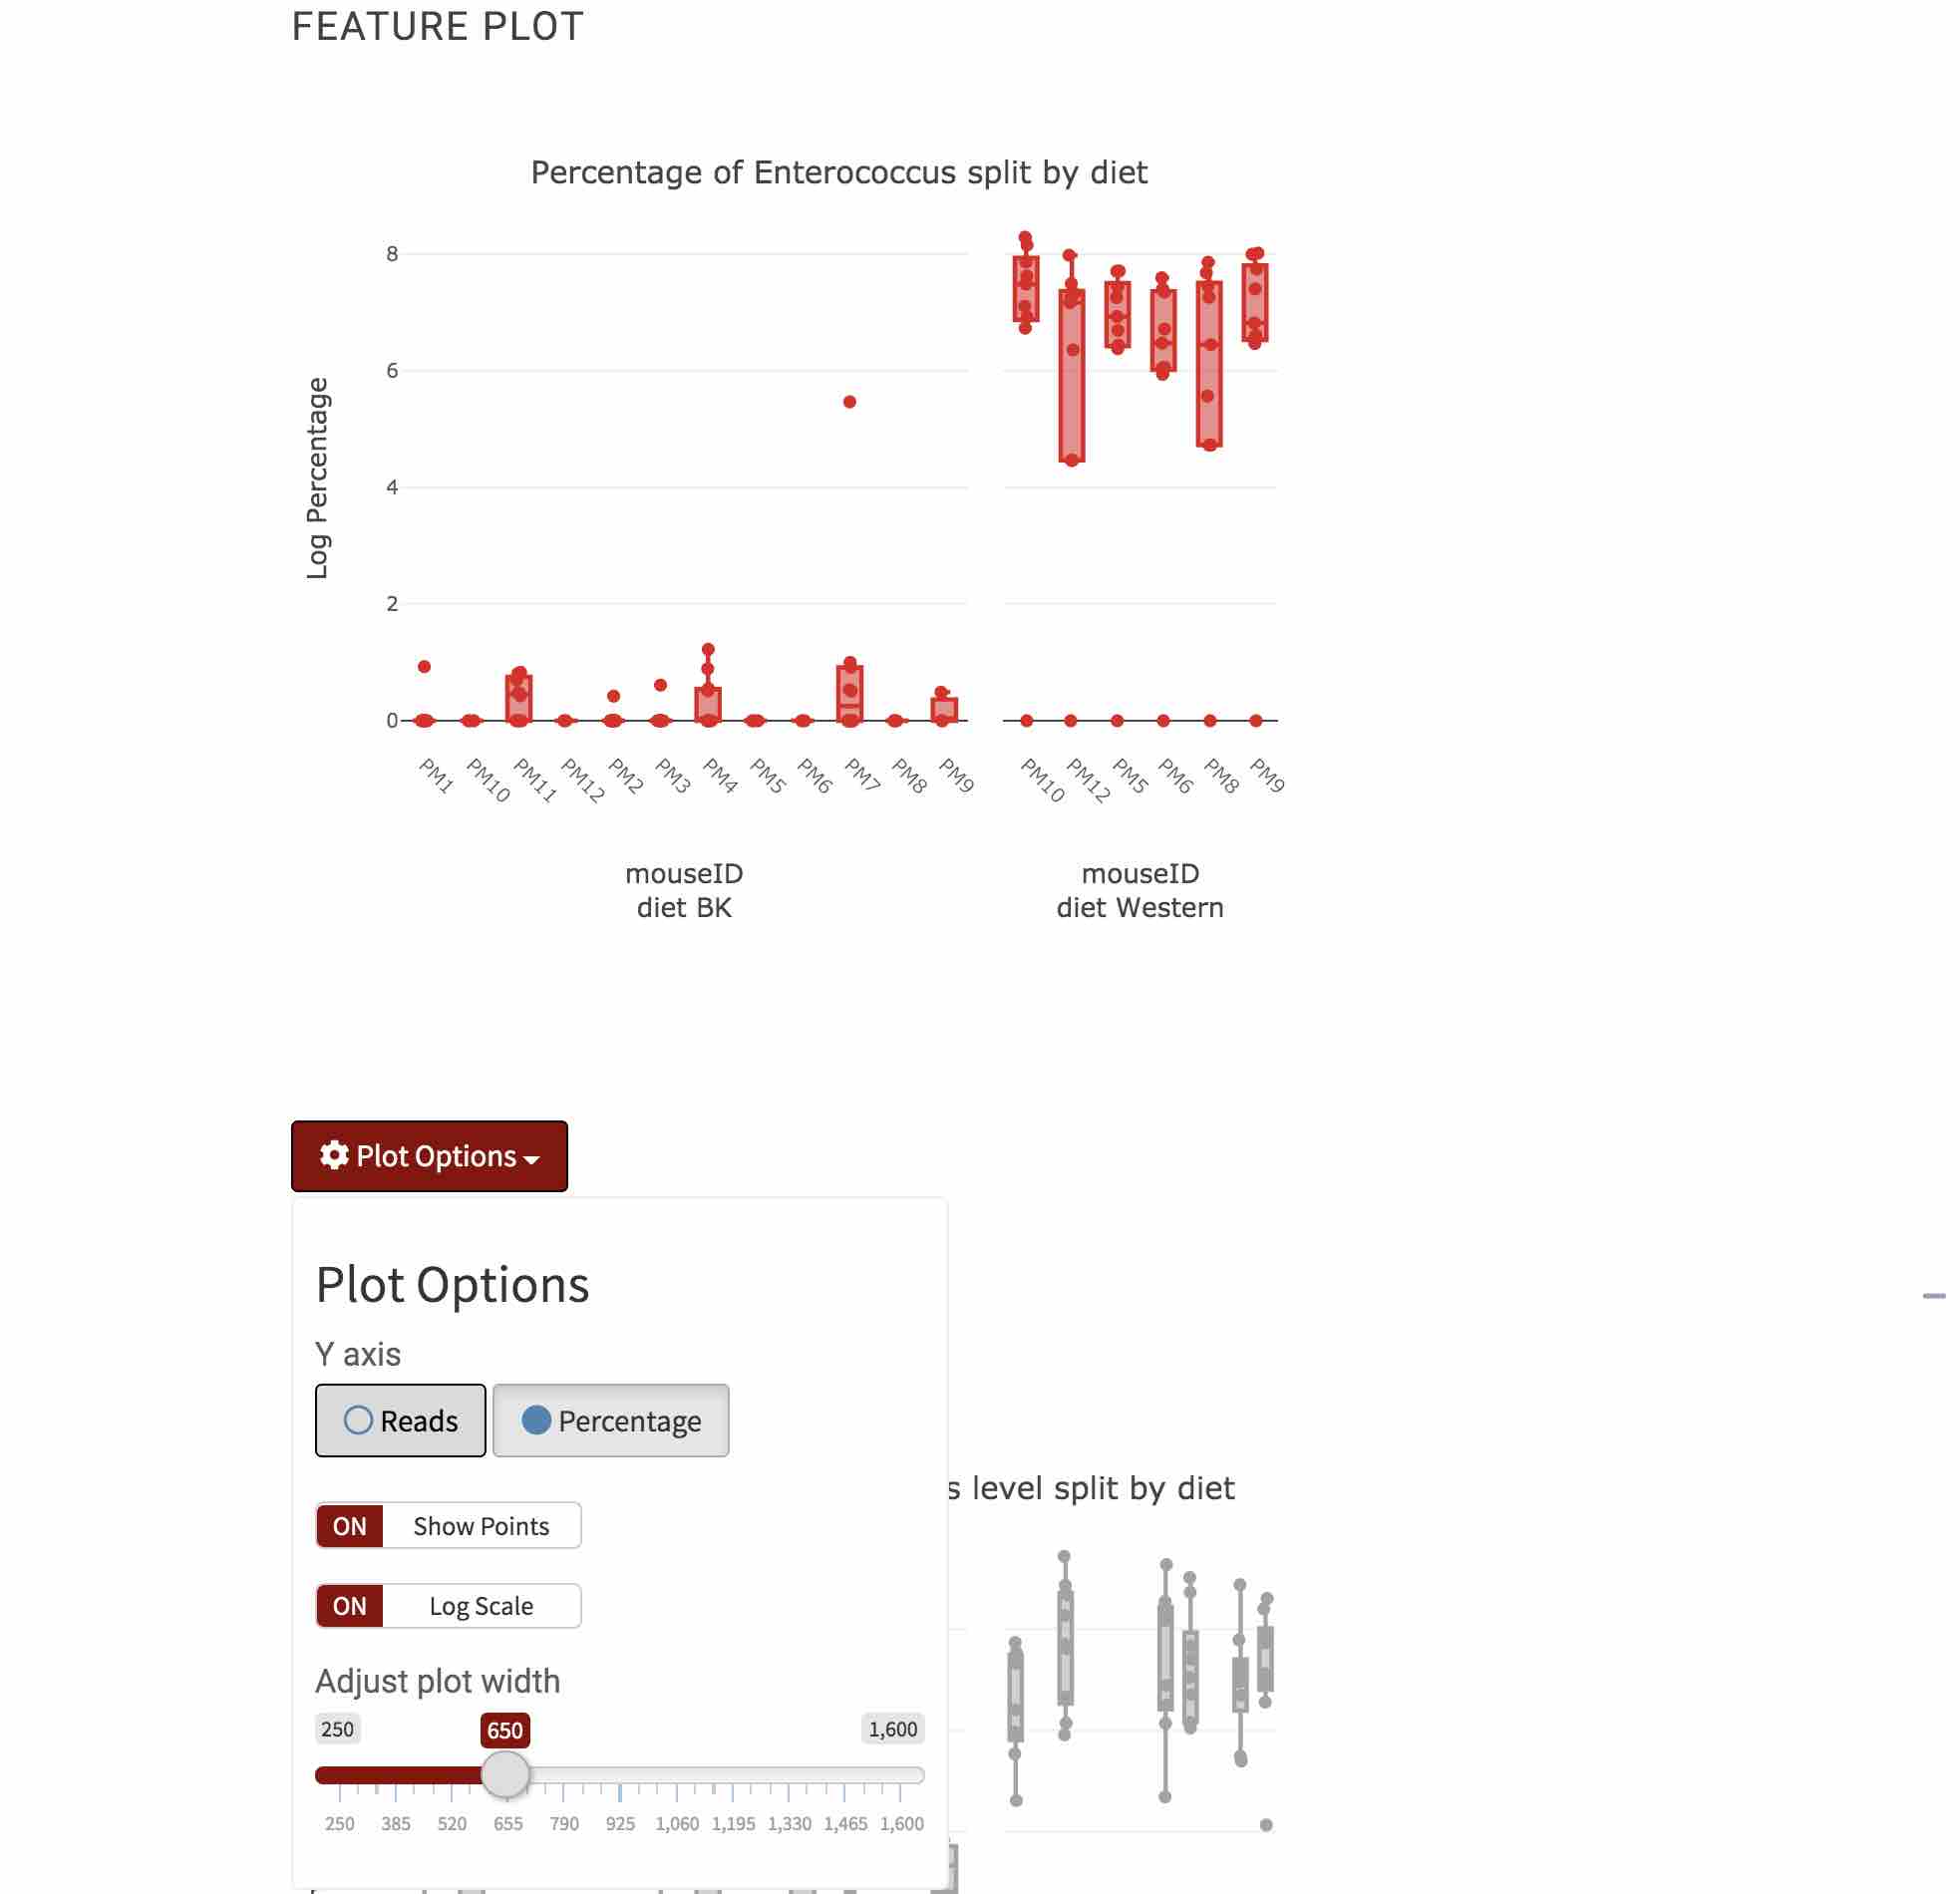 FEATURE PLOT
Percentage of Enterococcus split by diet
Log Percentage
8
6
4
2
0
PM1 PM10 PM11 PM12 PM2 PM3 PM4 PM5 PM6 PM7 PM8 PM9 PM10 PM12 PM5 PM6 PM8 PM9
mouseID mouseID
diet BK diet Western
Plot Options
Plot Options
Y axis
Reads Percentage
s level split by diet
ON Show Points
ON Log Scale
Adjust plot width
250 650 1,600
250 385 520 655 790 925 1,060 1,195 1,330 1,465 1,600